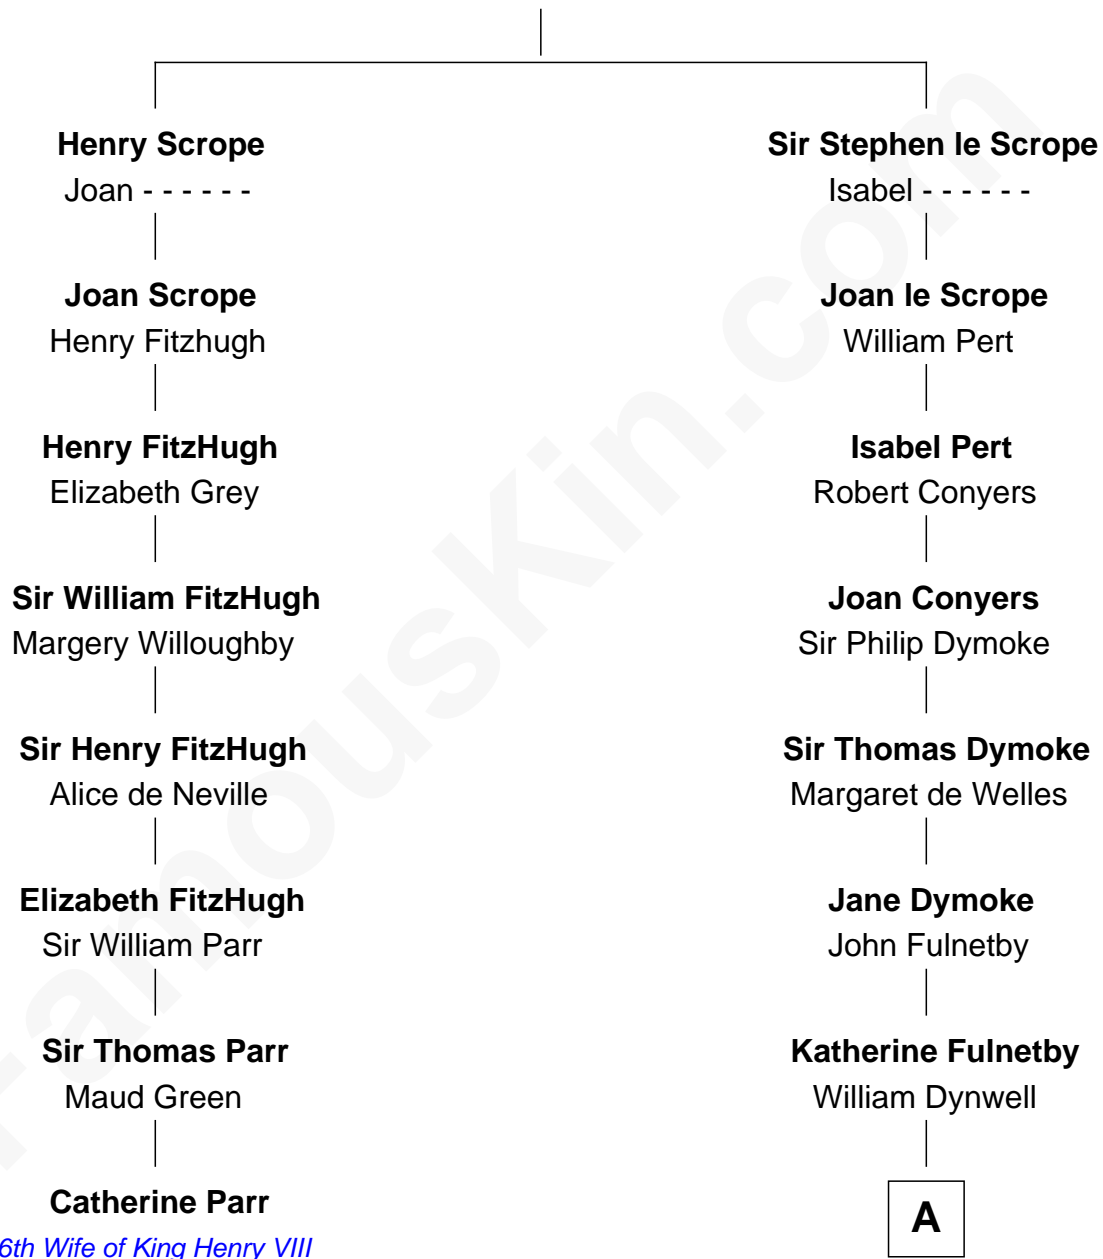 Henry Scrope
Joan - - - - - -
Joan Scrope
Henry Fitzhugh
Henry FitzHugh
Elizabeth Grey
Sir William FitzHugh
Margery Willoughby
Sir Henry FitzHugh
Alice de Neville
Elizabeth FitzHugh
Sir William Parr
Sir Thomas Parr
Maud Green
Catherine Parr
6th Wife of King Henry VIII
Sir Stephen le Scrope
Isabel - - - - - -
Joan le Scrope
William Pert
Isabel Pert
Robert Conyers
Joan Conyers
Sir Philip Dymoke
Sir Thomas Dymoke
Margaret de Welles
Jane Dymoke
John Fulnetby
Katherine Fulnetby
William Dynwell
A
FamousKin.com